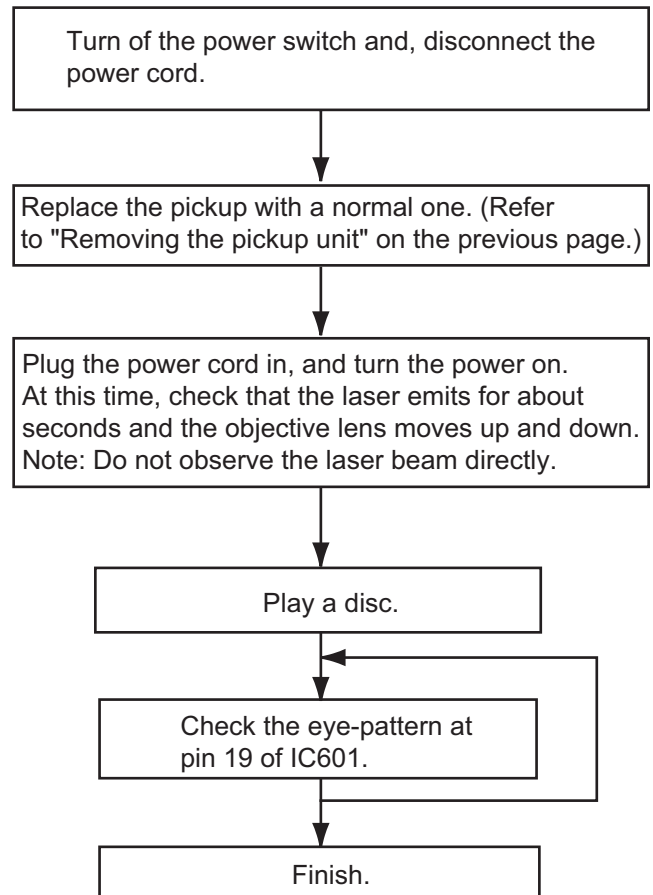 Turn of the power switch and, disconnect the
power cord.
Replace the pickup with a normal one. (Refer
to "Removing the pickup unit" on the previous page.)
Plug the power cord in, and turn the power on.
At this time, check that the laser emits for about
seconds and the objective lens moves up and down.
Note: Do not observe the laser beam directly.
Play a disc.
Check the eye-pattern at
pin 19 of IC601.
Finish.